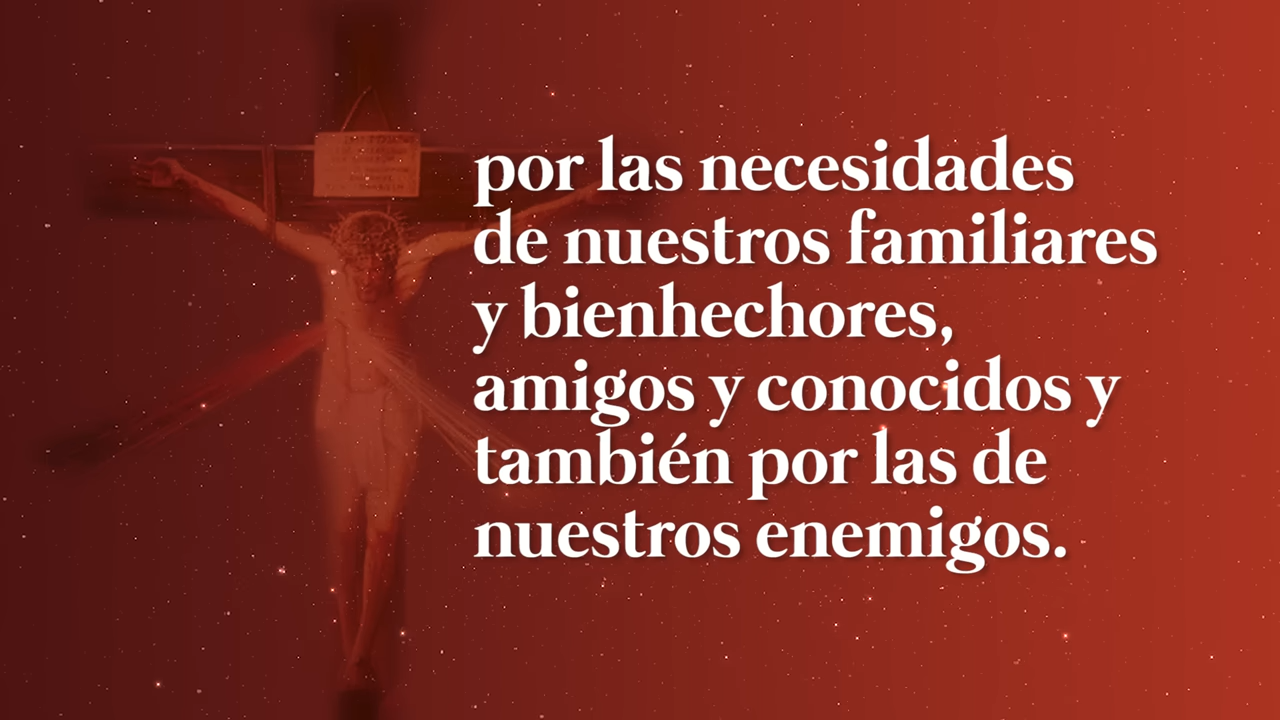 por las necesidades
de nuestros familiares
y bienhechores,
amigos y conocidos y
también por las de
nuestros enemigos.